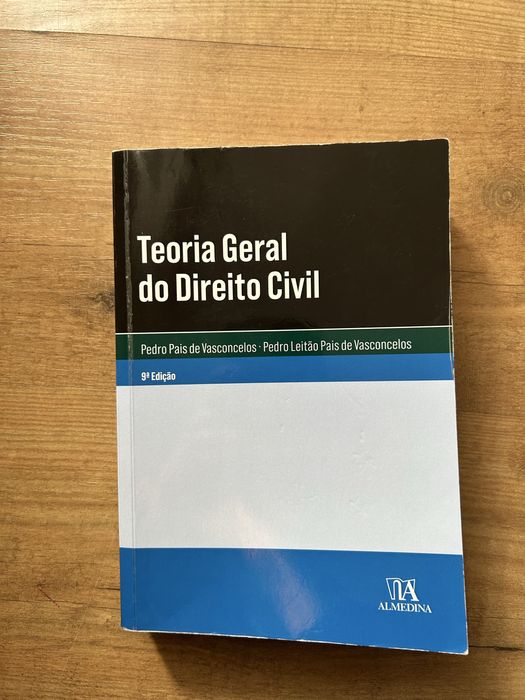 Teoria Geral
do Direito Civil
Pedro Pais de Vasconcelos · Pedro Leitão Pais de Vasconcelos
9ª Edição
ALMEDINA